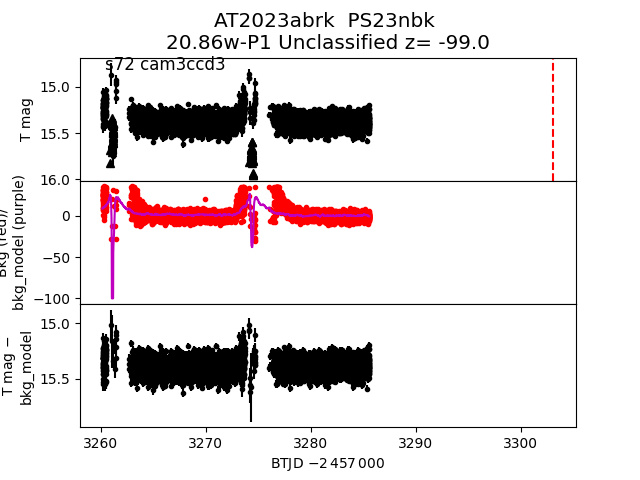 AT2023abrk PS23nbk
20.86w-P1 Unclassified z= -99.0
s72 cam3ccd3
15.0
15.5
16.0
T mag
0
−50
−100
Bkg (red)/
bkg_model (purple)
15.0
15.5
T mag −
bkg_model
3260 3270 3280 3290 3300
BTJD −2 457 000